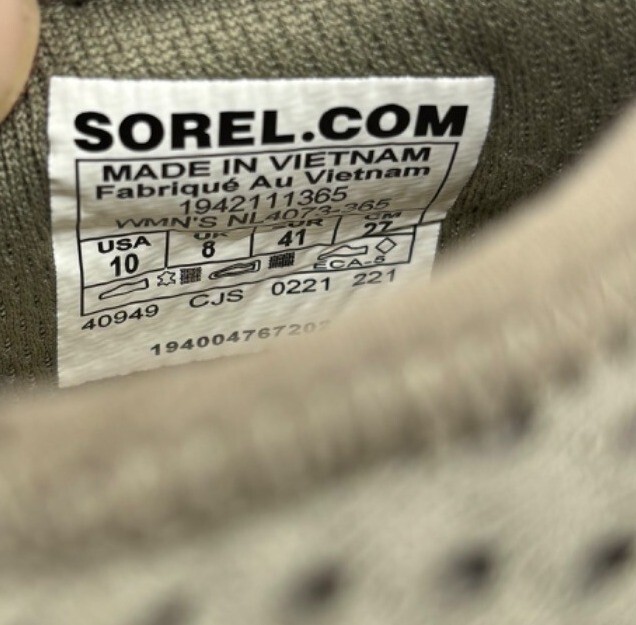 SOREL.COM
MADE IN VIETNAM
Fabriqué Au Vietnam
1942111365
WMN'S NL4073-365
USA UK EUR CM
10 8 41 27
ECA-5
40949 CJS 0221 221